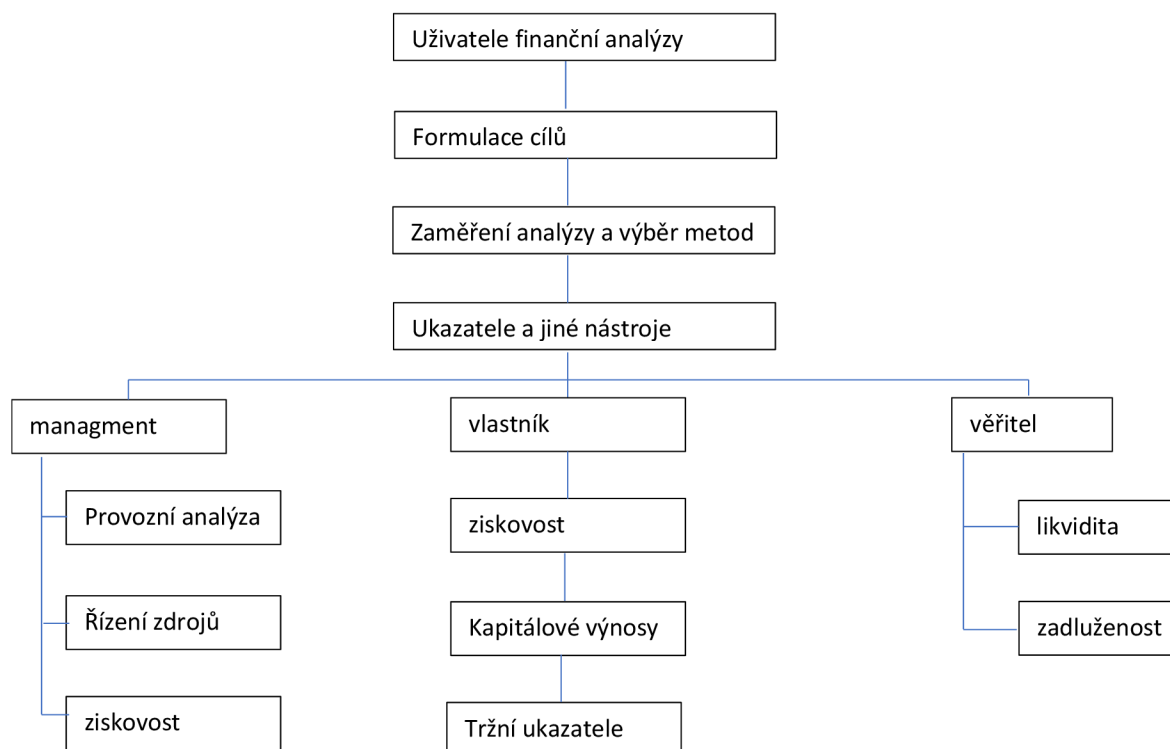 Uživatele finanční analýzy
Formulace cílů
Zaměření analýzy a výběr metod
Ukazatele a jiné nástroje
managment
vlastník
věřitel
Provozní analýza
ziskovost
likvidita
Řízení zdrojů
Kapitálové výnosy
zadluženost
ziskovost
Tržní ukazatele